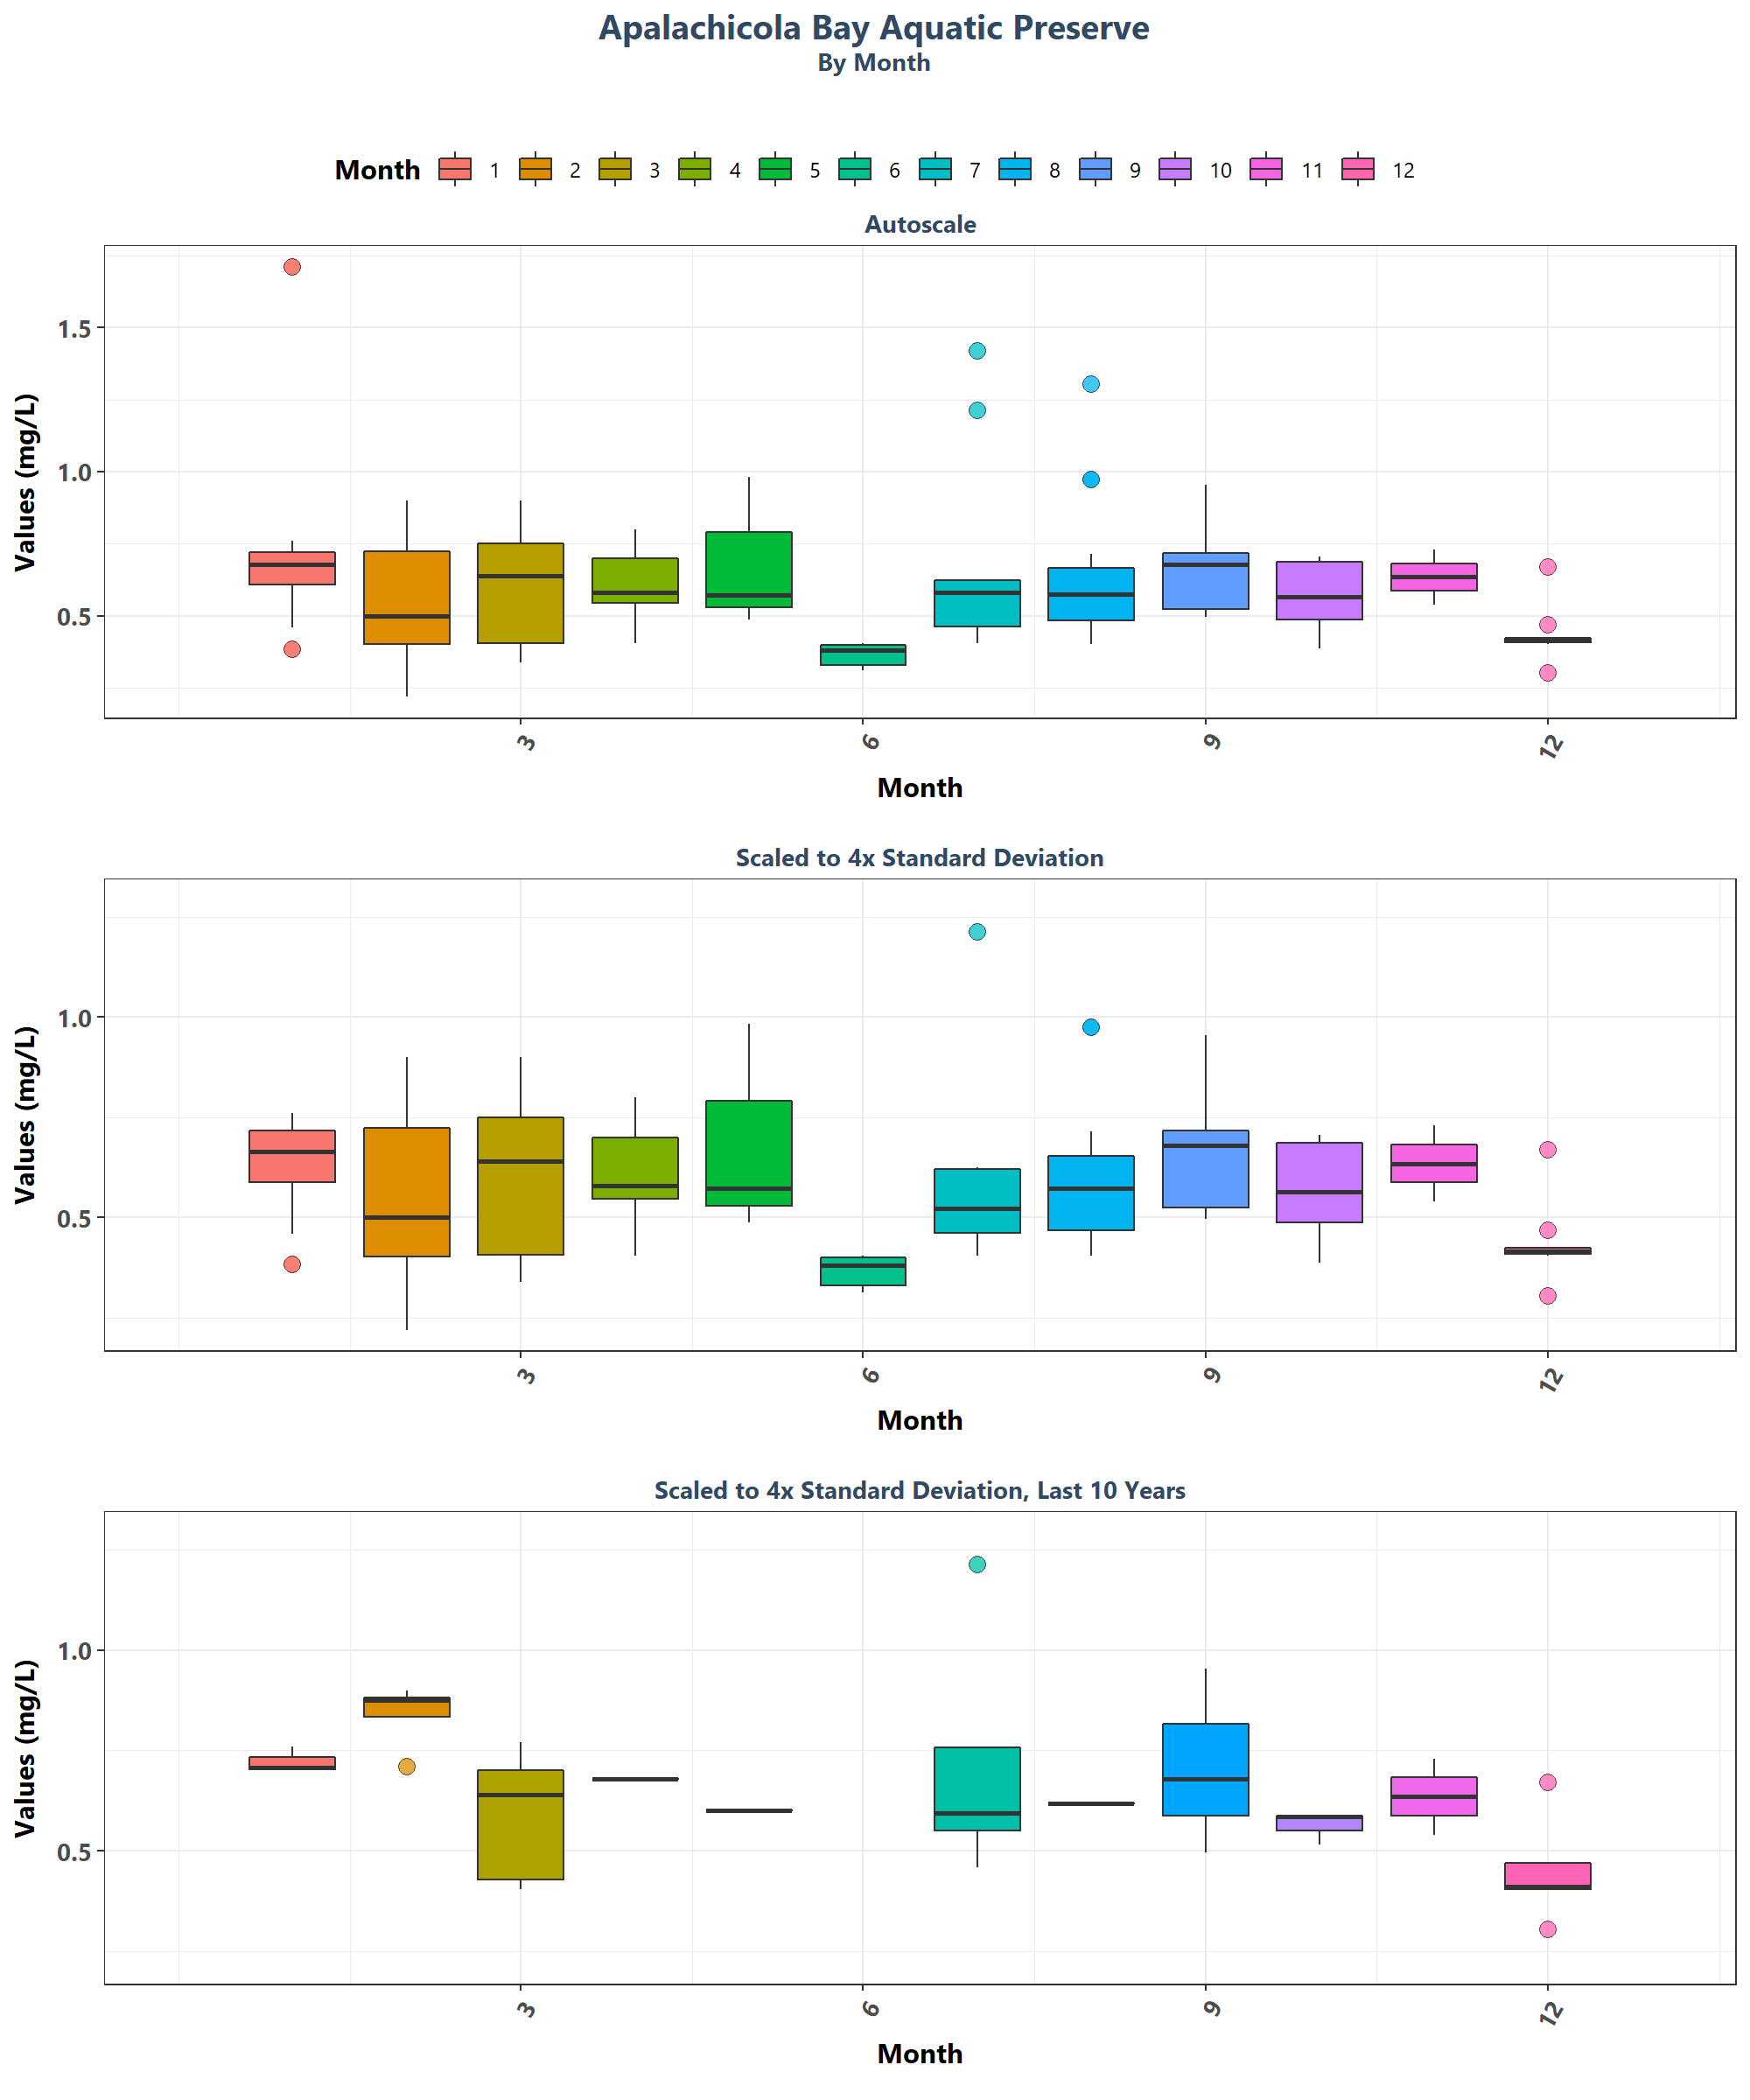 Apalachicola Bay Aquatic Preserve
By Month
Month 1 2 3 4 5 6 7 8 9 10 11 12
Autoscale
Values (mg/L)
1.5
1.0
0.5
3 6 9 12
Month
Scaled to 4x Standard Deviation
Values (mg/L)
1.0
0.5
3 6 9 12
Month
Scaled to 4x Standard Deviation, Last 10 Years
Values (mg/L)
1.0
0.5
3 6 9 12
Month